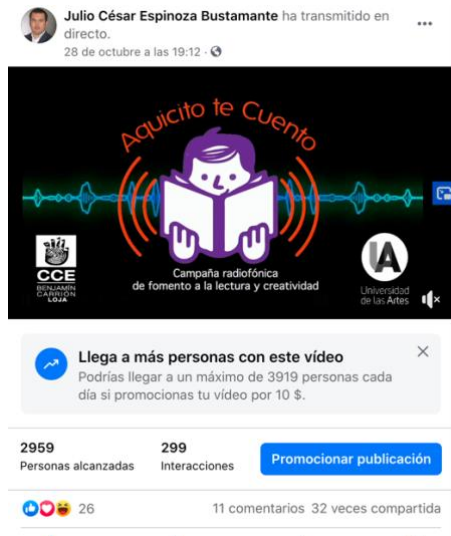 Julio César Espinoza Bustamante ha transmitido en
directo.
28 de octubre a las 19:12 ·
Aquicito te Cuento
CCE
BENJAMÍN
CARRIÓN
LOJA
Campaña radiofónica
de fomento a la lectura y creatividad
UA
Universidad
de las Artes
Llega a más personas con este vídeo
Podrías llegar a un máximo de 3919 personas cada
día si promocionas tu vídeo por 10 $.
2959
Personas alcanzadas
299
Interacciones
Promocionar publicación
26
11 comentarios 32 veces compartida